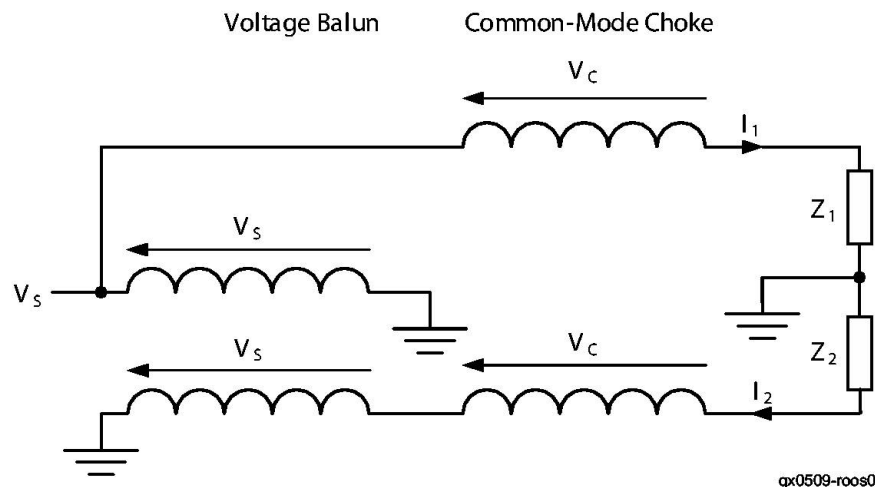 Voltage Balun Common-Mode Choke
V C
I 1
Z 1
V S
V S
V S
V C
Z 2
I 2
qx0509-roos0